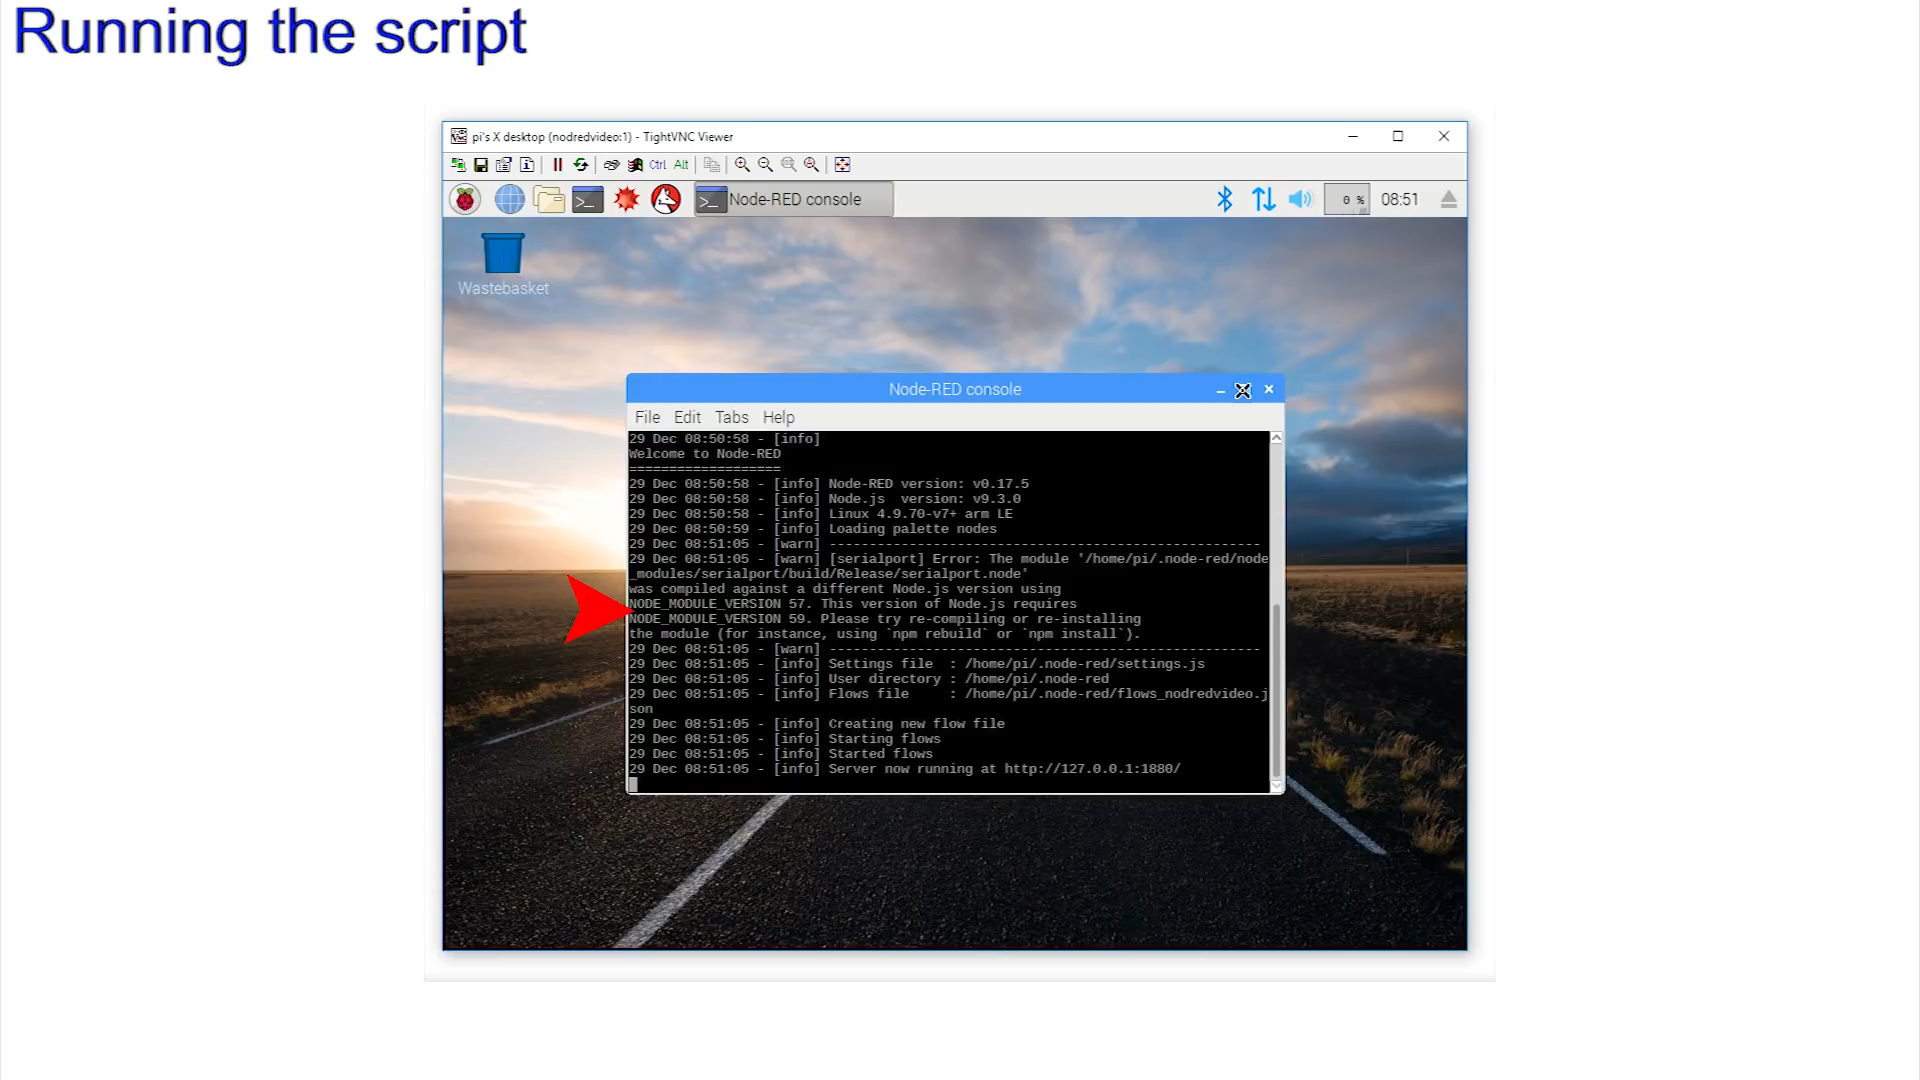 Running the script
pi's X desktop (nodredvideo:1) - TightVNC Viewer
Ctrl Alt
Node-RED console
0 %
08:51
Wastebasket
Node-RED console
File Edit Tabs Help
29 Dec 08:50:58 - [info]
Welcome to Node-RED
===================
29 Dec 08:50:58 - [info] Node-RED version: v0.17.5
29 Dec 08:50:58 - [info] Node.js  version: v9.3.0
29 Dec 08:50:58 - [info] Linux 4.9.70-v7+ arm LE
29 Dec 08:50:59 - [info] Loading palette nodes
29 Dec 08:51:05 - [warn] ------------------------------------------------------
29 Dec 08:51:05 - [warn] [serialport] Error: The module '/home/pi/.node-red/node
_modules/serialport/build/Release/serialport.node'
was compiled against a different Node.js version using
NODE_MODULE_VERSION 57. This version of Node.js requires
NODE_MODULE_VERSION 59. Please try re-compiling or re-installing
the module (for instance, using `npm rebuild` or `npm install`).
29 Dec 08:51:05 - [warn] ------------------------------------------------------
29 Dec 08:51:05 - [info] Settings file  : /home/pi/.node-red/settings.js
29 Dec 08:51:05 - [info] User directory : /home/pi/.node-red
29 Dec 08:51:05 - [info] Flows file     : /home/pi/.node-red/flows_nodredvideo.j
son
29 Dec 08:51:05 - [info] Creating new flow file
29 Dec 08:51:05 - [info] Starting flows
29 Dec 08:51:05 - [info] Started flows
29 Dec 08:51:05 - [info] Server now running at http://127.0.0.1:1880/